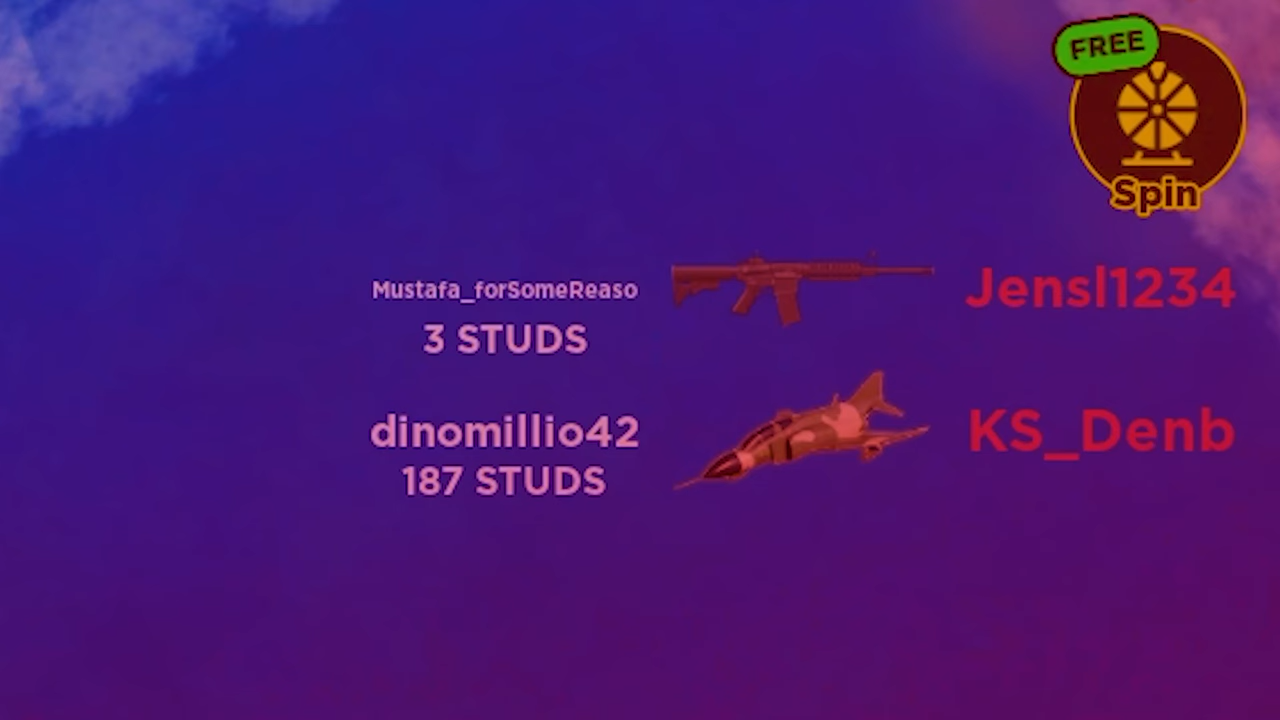 FREE
Spin
Mustafa_forSomeReaso
3 STUDS
Jensl1234
dinomillio42
187 STUDS
KS_Denb